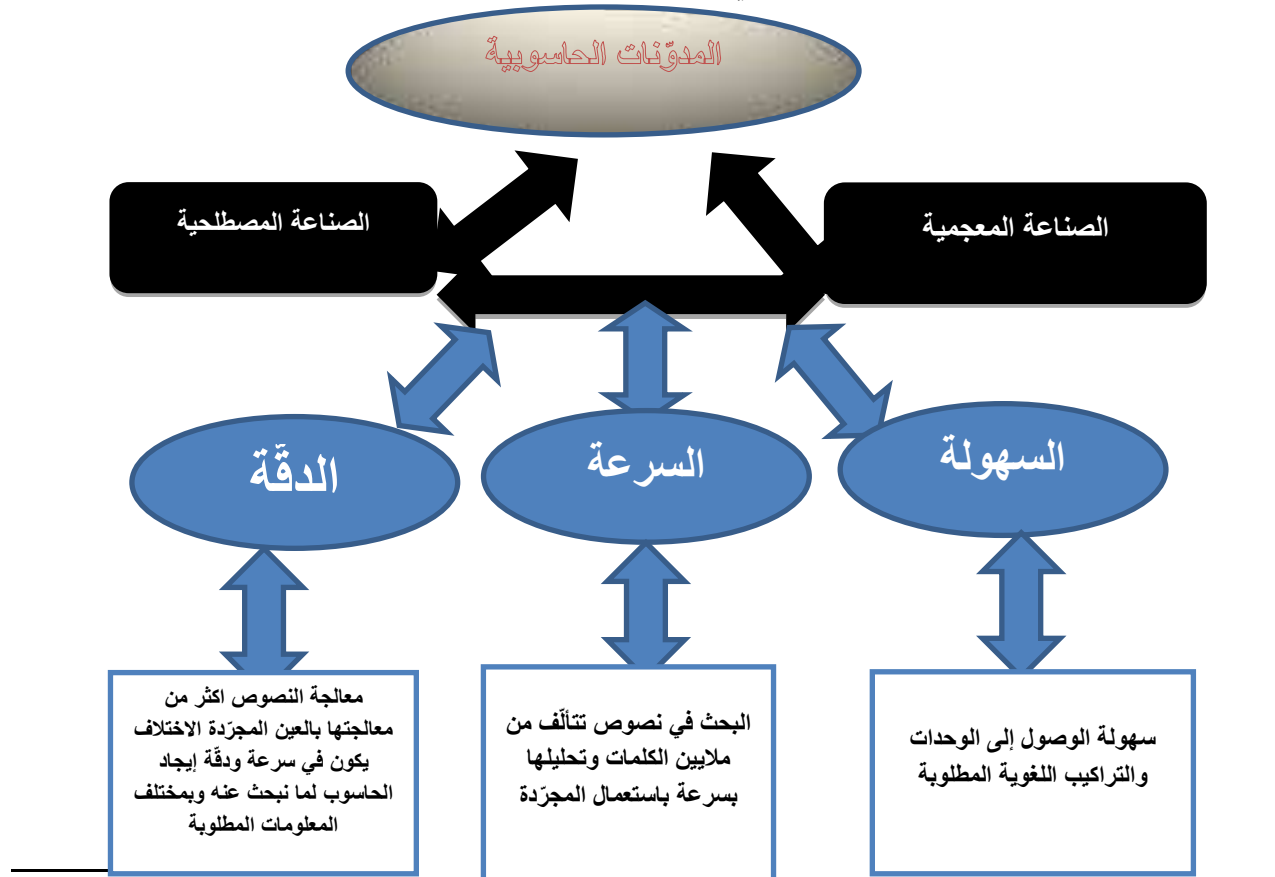 المدوّنات الحاسوبية
الصناعة المعجمية
الصناعة المصطلحية
السهولة
السرعة
الدقّة
سهولة الوصول إلى الوحدات
والتراكيب اللغوية المطلوبة
البحث في نصوص تتألّف من
ملايين الكلمات وتحليلها
بسرعة باستعمال المجرّدة
معالجة النصوص اكثر من
معالجتها بالعين المجرّدة الاختلاف
يكون في سرعة ودقّة إيجاد
الحاسوب لما نبحث عنه وبمختلف
المعلومات المطلوبة